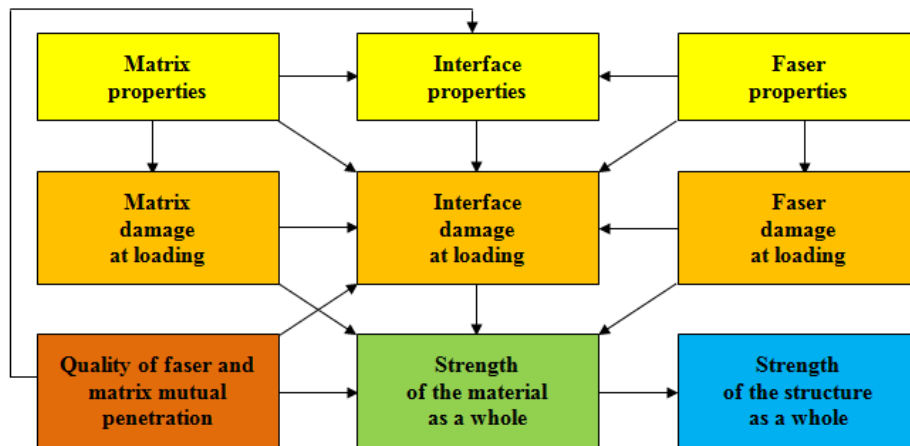 Matrix
properties
Interface
properties
Faser
properties
Matrix
damage
at loading
Interface
damage
at loading
Faser
damage
at loading
Quality of faser and
matrix mutual
penetration
Strength
of the material
as a whole
Strength
of the structure
as a whole